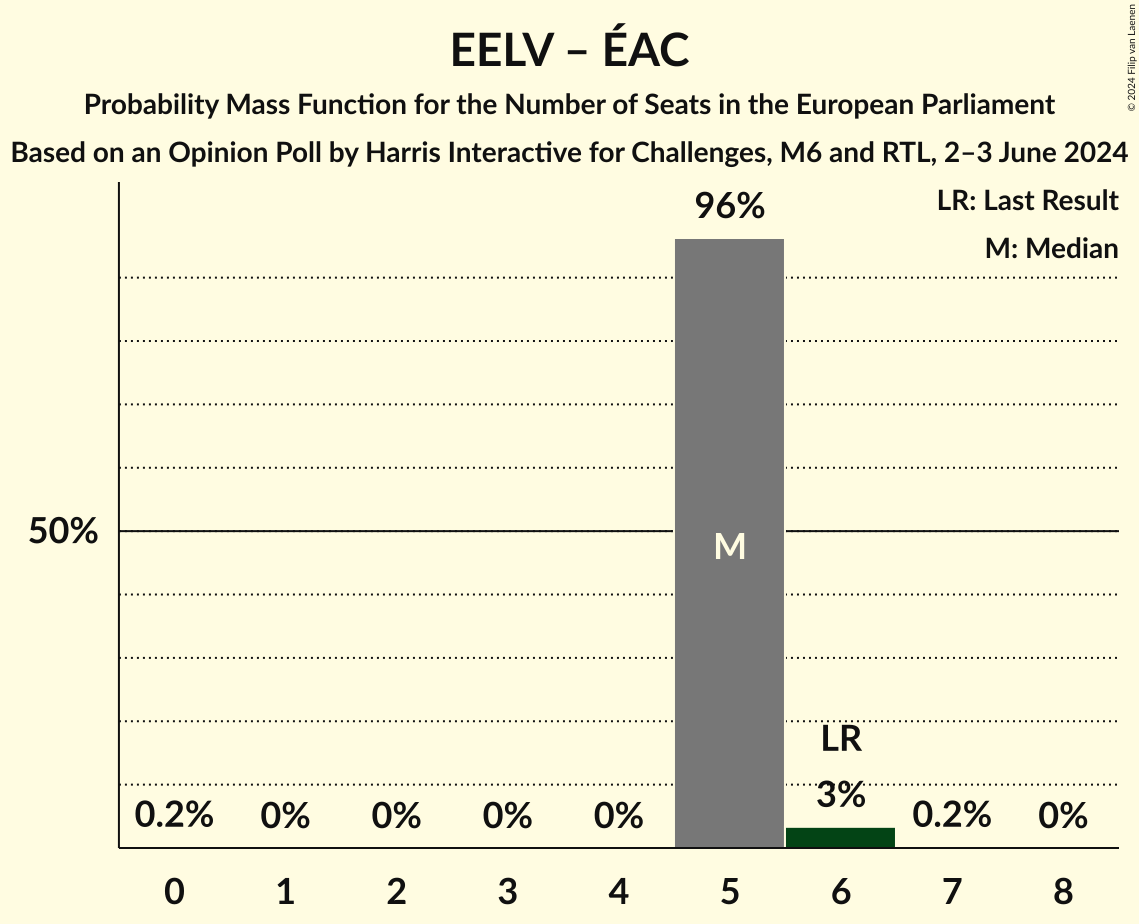 EELV – ÉAC
Probability Mass Function for the Number of Seats in the European Parliament
Based on an Opinion Poll by Harris Interactive for Challenges, M6 and RTL, 2–3 June 2024
© 2024 Filip van Laenen
LR: Last Result
M: Median
96%
50%
M
LR
3%
0.2% 0% 0% 0% 0% 0.2% 0%
0 1 2 3 4 5 6 7 8